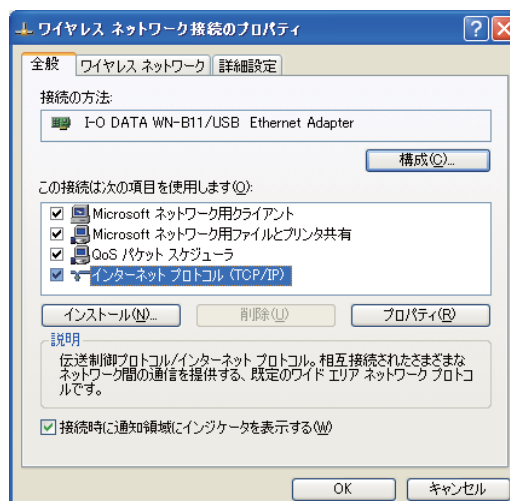 ワイヤレス ネットワーク接続のプロパティ
全般 ワイヤレス ネットワーク 詳細設定
接続の方法:
I-O DATA WN-B11/USB Ethernet Adapter
構成(C)...
この接続は次の項目を使用します(O):
Microsoft ネットワーク用クライアント
Microsoft ネットワーク用ファイルとプリンタ共有
QoS パケット スケジューラ
インターネット プロトコル (TCP/IP)
インストール(N)... 削除(U) プロパティ(R)
説明
伝送制御プロトコル/インターネット プロトコル。相互接続されたさまざまな
ネットワーク間の通信を提供する、既定のワイド エリア ネットワーク プロトコ
ルです。
接続時に通知領域にインジケータを表示する(W)
OK キャンセル